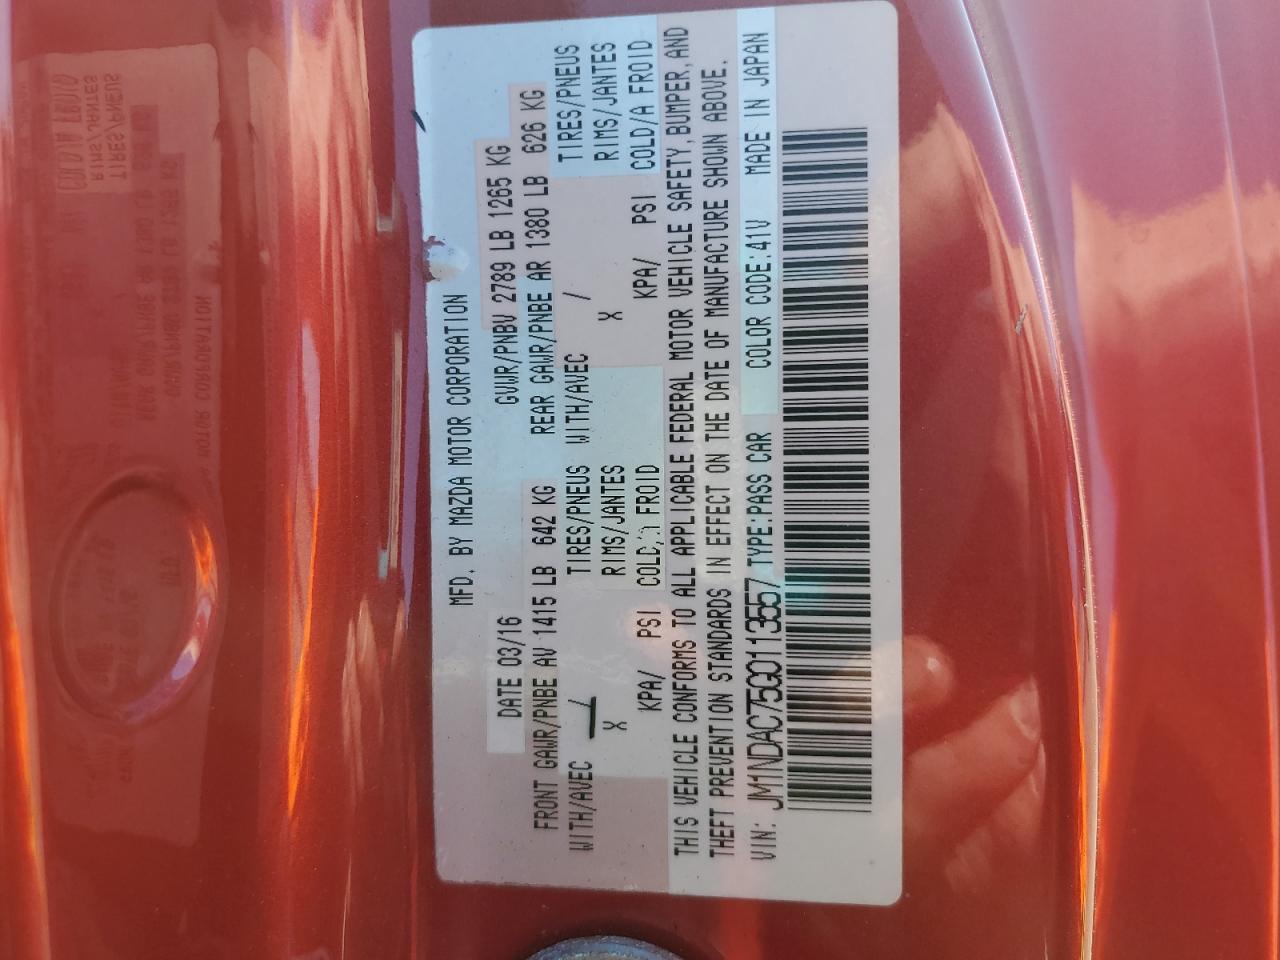 MFD. BY MAZDA MOTOR CORPORATION
DATE 03/16 GVWR/PNBV 2789 LB 1265 KG
FRONT GAWR/PNBE AV 1415 LB 642 KG REAR GAWR/PNBE AR 1380 LB 626 KG
WITH/AVEC / TIRES/PNEUS WITH/AVEC / TIRES/PNEUS
X RIMS/JANTES X RIMS/JANTES
KPA/ PSI COLD/ FROID KPA/ PSI COLD/A FROID
THIS VEHICLE CONFORMS TO ALL APPLICABLE FEDERAL MOTOR VEHICLE SAFETY, BUMPER, AND
THEFT PREVENTION STANDARDS IN EFFECT ON THE DATE OF MANUFACTURE SHOWN ABOVE.
VIN: JM1NDAC75G0113557 TYPE:PASS CAR COLOR CODE:41V MADE IN JAPAN